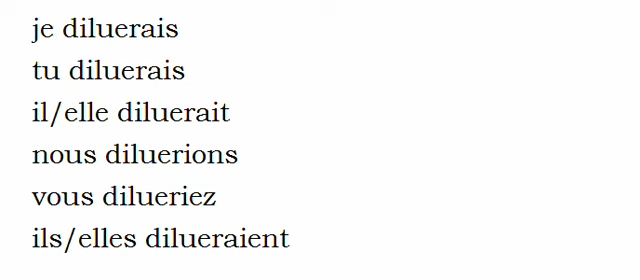 je diluerais
tu diluerais
il/elle diluerait
nous diluerions
vous dilueriez
ils/elles dilueraient